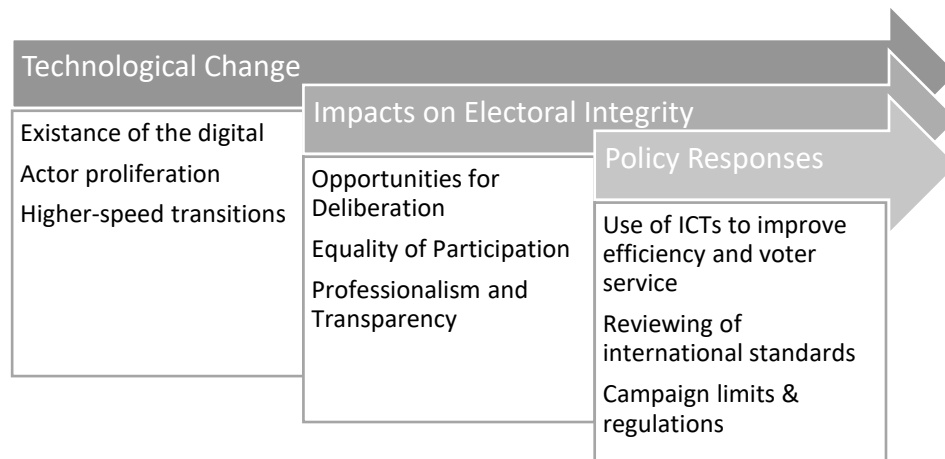 Technological Change
Existance of the digital
Actor proliferation
Higher-speed transitions
Impacts on Electoral Integrity
Opportunities for
Deliberation
Equality of Participation
Professionalism and
Transparency
Policy Responses
Use of ICTs to improve
efficiency and voter
service
Reviewing of
international standards
Campaign limits &
regulations